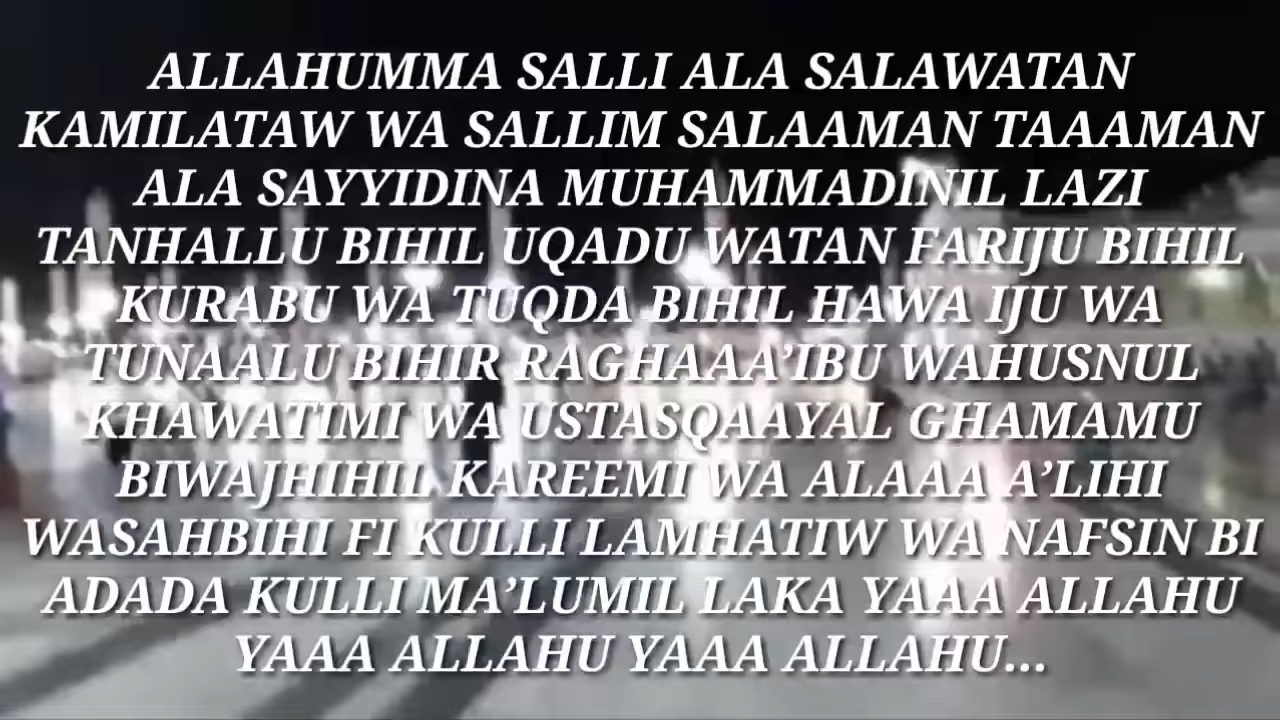 ALLAHUMMA SALLI ALA SALAWATAN
KAMILATAW WA SALLIM SALAAMAN TAAAMAN
ALA SAYYIDINA MUHAMMADINIL LAZI
TANHALLU BIHIL UQADU WATAN FARIJU BIHIL
KURABU WA TUQDA BIHIL HAWA IJU WA
TUNAALU BIHIR RAGHAAA’IBU WAHUSNUL
KHAWATIMI WA USTASQAAYAL GHAMAMU
BIWAJHIHIL KAREEMI WA ALAAA A’LIHI
WASAHBIHI FI KULLI LAMHATIW WA NAFSIN BI
ADADA KULLI MA’LUMIL LAKA YAAA ALLAHU
YAAA ALLAHU YAAA ALLAHU...